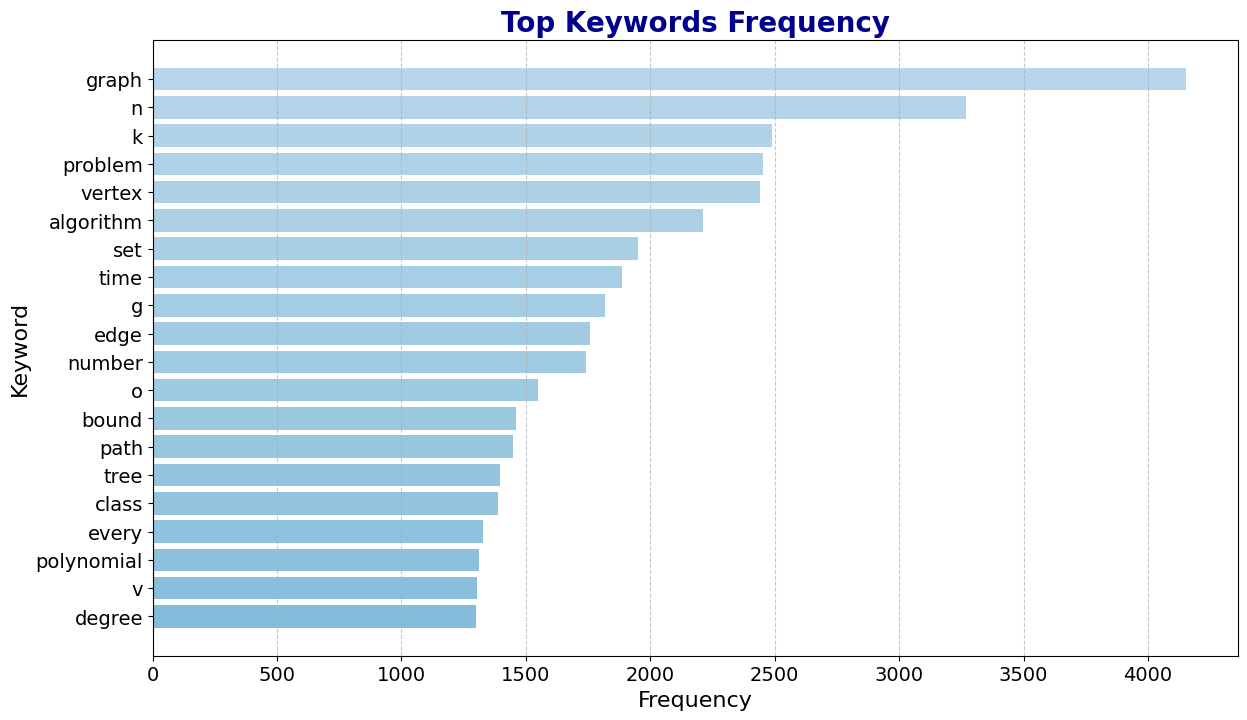 Top Keywords Frequency
Keyword
graph
n
k
problem
vertex
algorithm
set
time
g
edge
number
o
bound
path
tree
class
every
polynomial
v
degree
0 500 1000 1500 2000 2500 3000 3500 4000
Frequency